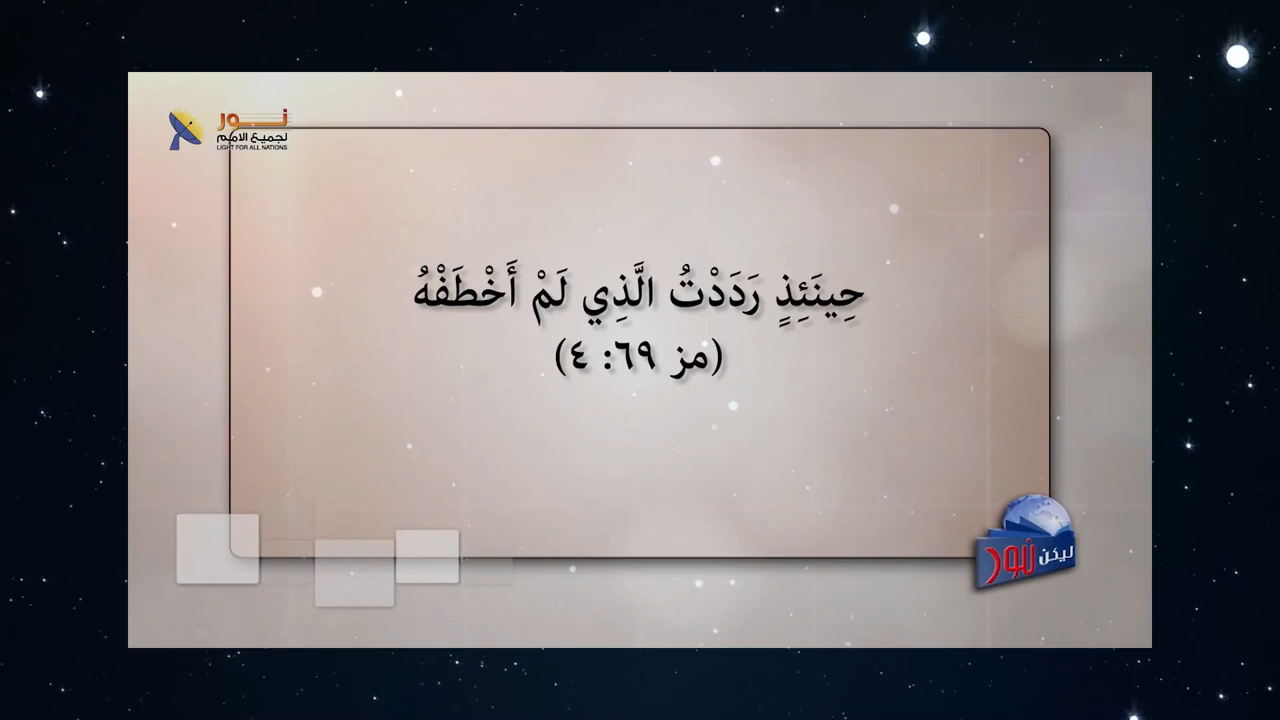 نور
لجميع الامم
LIGHT FOR ALL NATIONS
حِينَئِذٍ رَدَدْتُ الَّذِي لَمْ أَخْطَفْهُ
(مز ٦٩: ٤)
ليكن نور